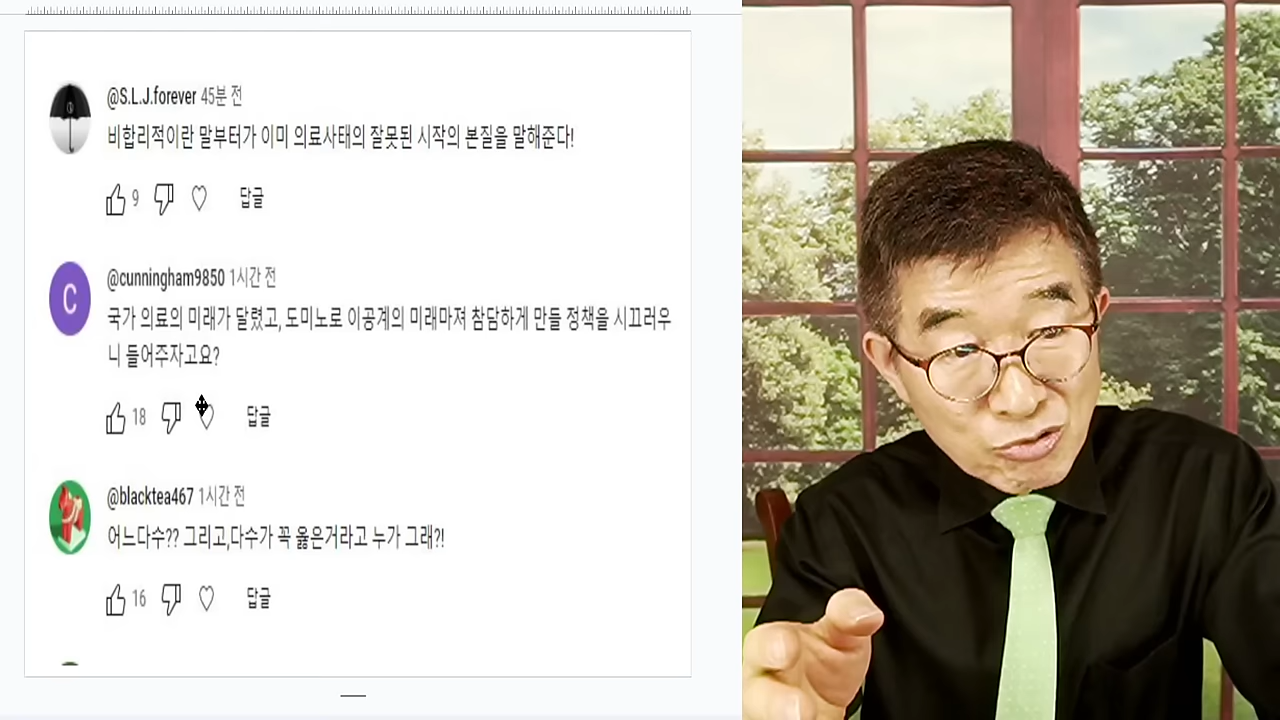 @S.L.J.forever 45분 전
비합리적이란 말부터가 이미 의료사태의 잘못된 시작의 본질을 말해준다!
9 답글
C
@cunningham9850 1시간 전
국가 의료의 미래가 달렸고, 도미노로 이공계의 미래마져 참담하게 만들 정책을 시끄러우
니 들어주자고요?
18 답글
@blacktea467 1시간 전
어느다수?? 그리고,다수가 꼭 옳은거라고 누가 그래?!
16 답글